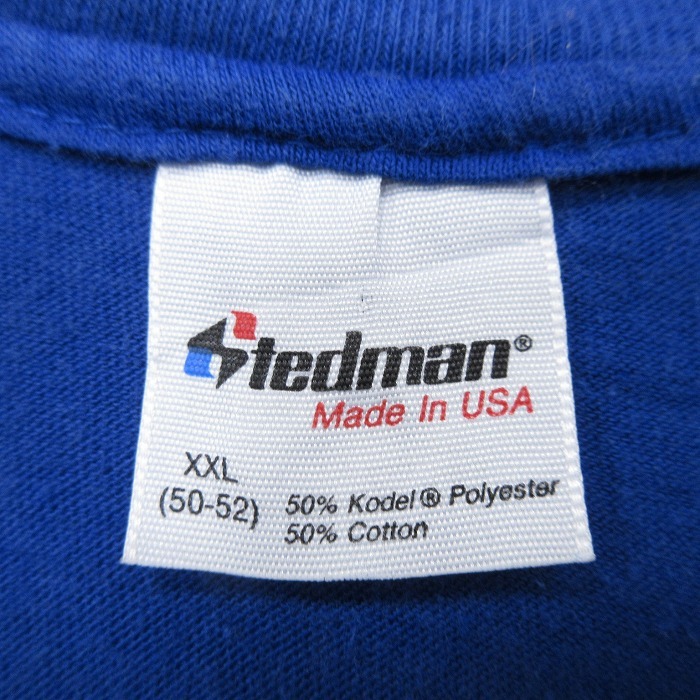 Stedman®
Made In USA
XXL
(50-52)
50% Kodel® Polyester
50% Cotton